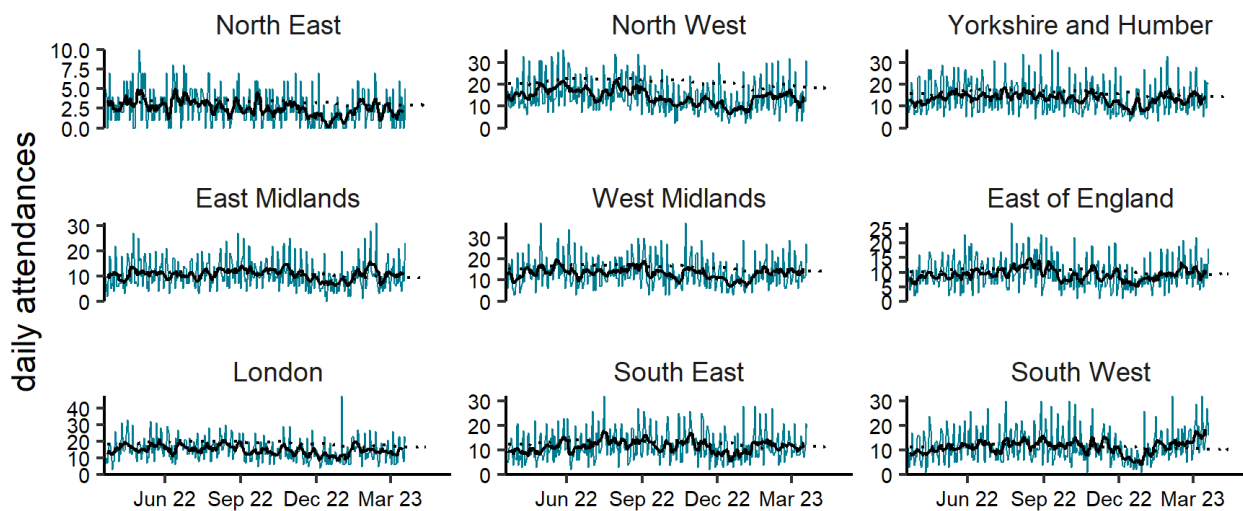 North East North West Yorkshire and Humber
10.0 7.5 5.0 2.5 0.0
30 20 10 0
30 20 10 0
daily attendances
East Midlands West Midlands East of England
30 20 10 0
30 20 10 0
25 20 15 10 5 0
London South East South West
40 30 20 10 0
30 20 10 0
30 20 10 0
Jun 22 Sep 22 Dec 22 Mar 23 Jun 22 Sep 22 Dec 22 Mar 23 Jun 22 Sep 22 Dec 22 Mar 23